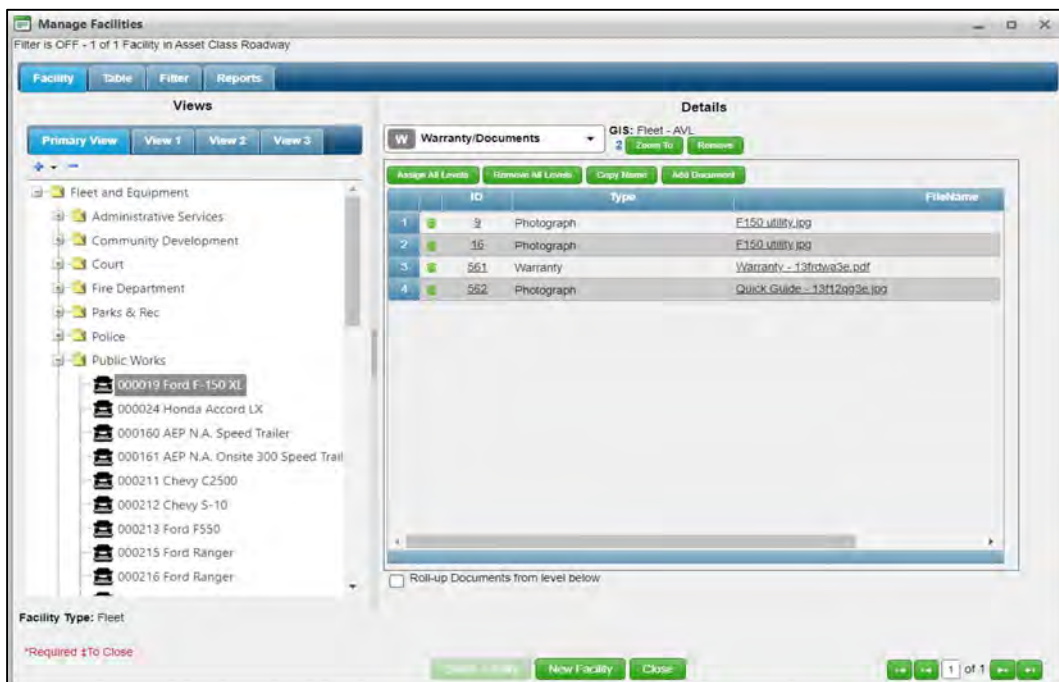 Manage Facilities
Filter is OFF - 1 of 1 Facility in Asset Class Roadway
Facility Table Filter Reports
Views
Details
Primary View View 1 View 2 View 3
W Warranty/Documents
GIS: Fleet - AVL
2 Zoom To Remove
Assign All Levels Remove All Levels Copy Name Add Document
ID Type FileName
1 9 Photograph F150 utility.jpg
2 16 Photograph F150 utility.jpg
3 561 Warranty Warranty - 13frdwa3e.pdf
4 562 Photograph Quick Guide - 13f12qg3e.jpg
Fleet and Equipment
Administrative Services
Community Development
Court
Fire Department
Parks & Rec
Police
Public Works
000019 Ford F-150 XL
000024 Honda Accord LX
000160 AEP N.A. Speed Trailer
000161 AEP N.A. Onsite 300 Speed Trail
000211 Chevy C2500
000212 Chevy S-10
000213 Ford F550
000215 Ford Ranger
000216 Ford Ranger
Roll-up Documents from level below
Facility Type: Fleet
*Required ‡To Close
New Facility Close
1 of 1